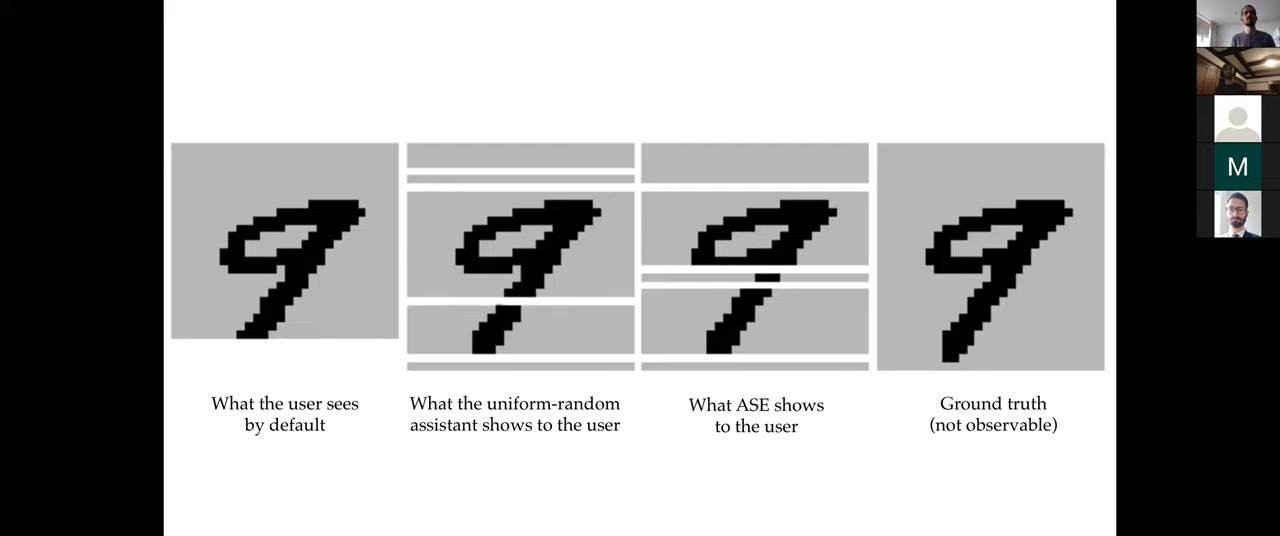 What the user sees
by default
What the uniform-random
assistant shows to the user
What ASE shows
to the user
Ground truth
(not observable)
M